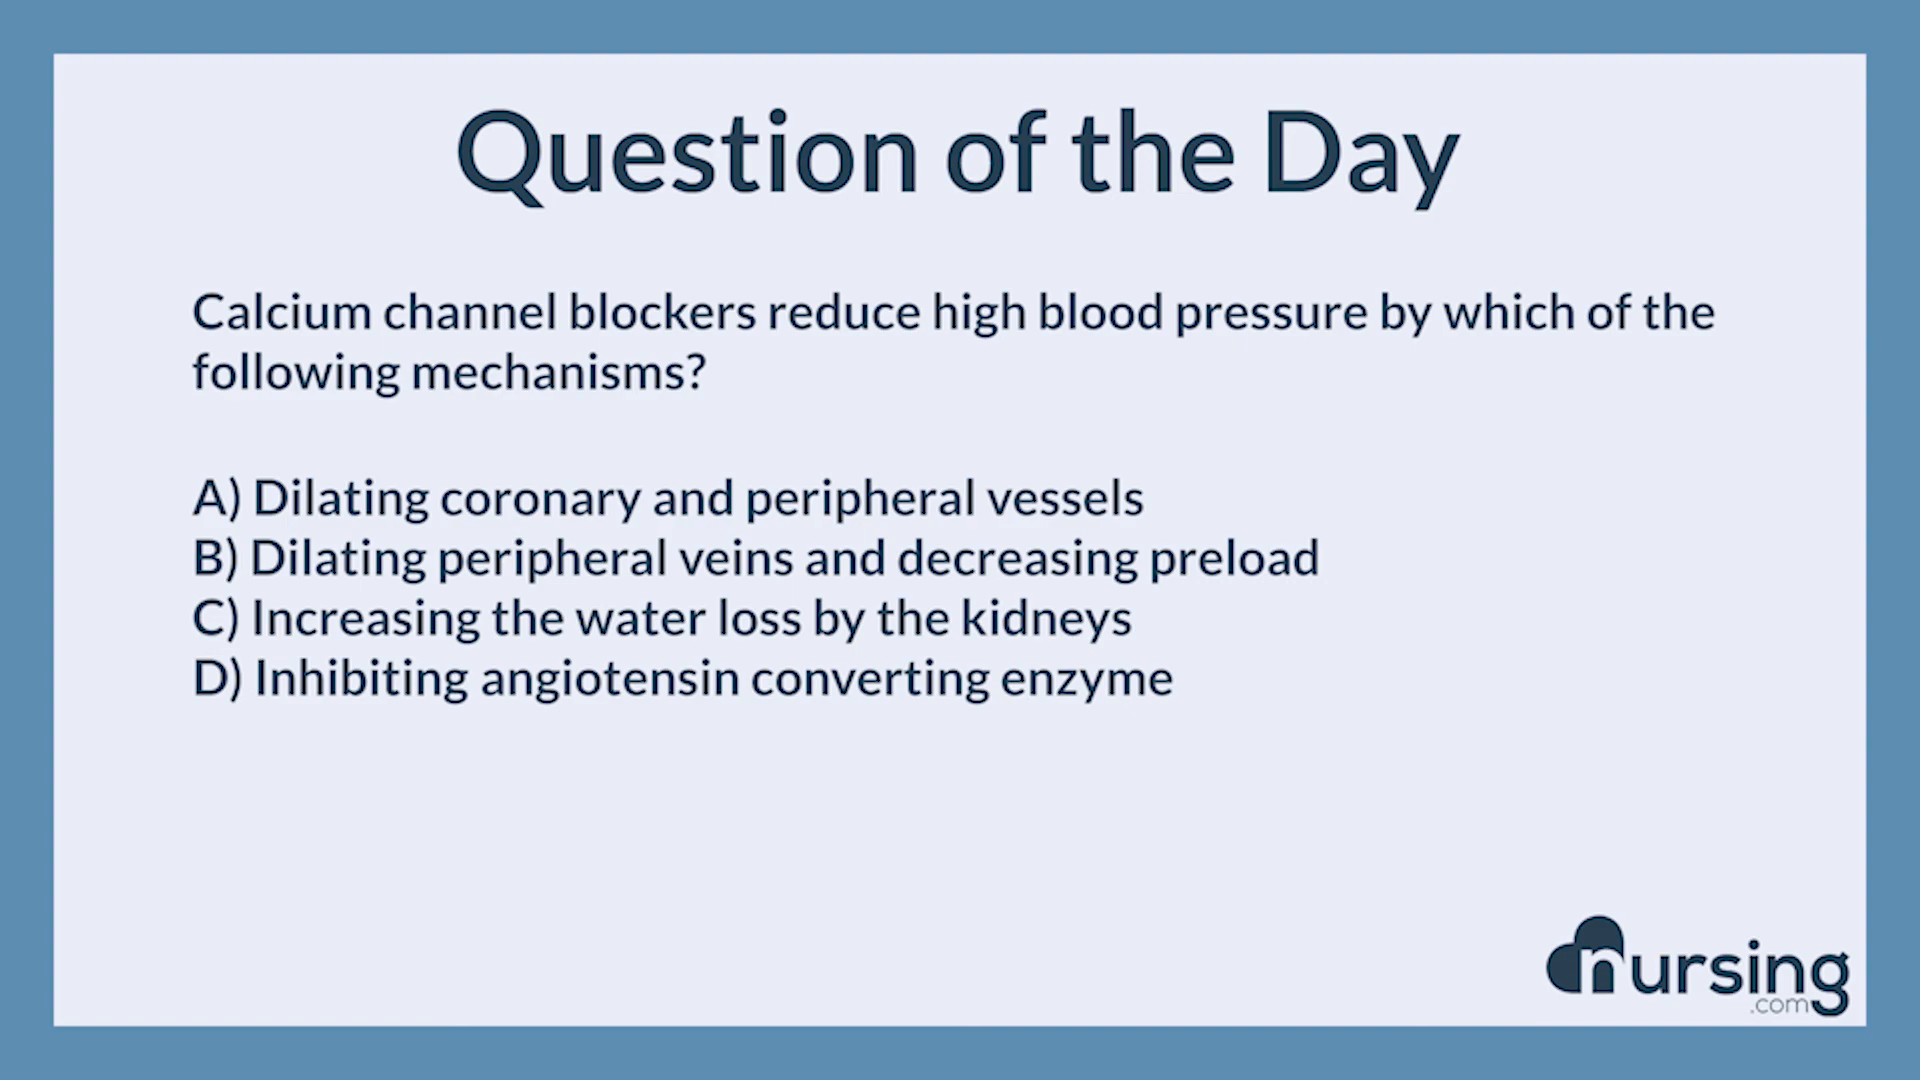 Question of the Day
Calcium channel blockers reduce high blood pressure by which of the
following mechanisms?
A) Dilating coronary and peripheral vessels
B) Dilating peripheral veins and decreasing preload
C) Increasing the water loss by the kidneys
D) Inhibiting angiotensin converting enzyme
nursing
.com